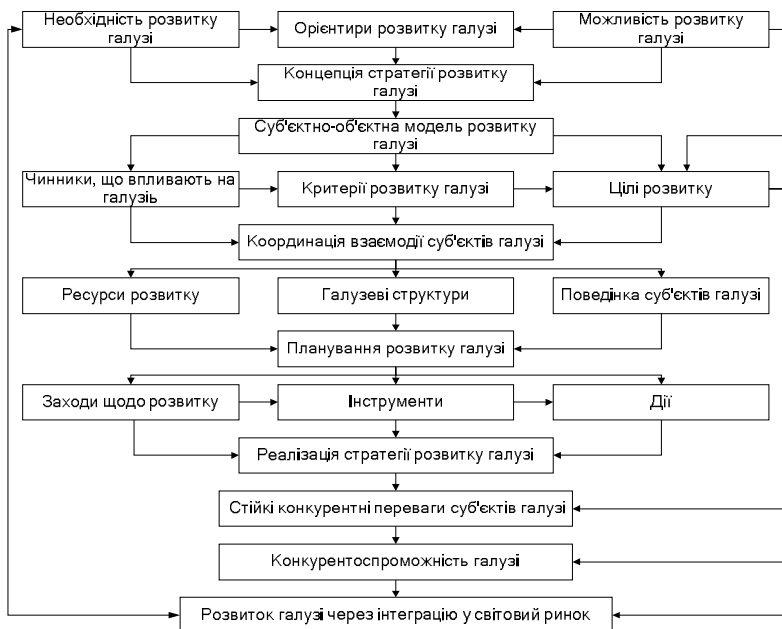 Необхідність розвитку
галузі
Орієнтири розвитку галузі
Можливість розвитку
галузі
Концепція стратегії розвитку
галузі
Суб'єктно-об'єктна модель розвитку
галузі
Чинники, що впливають на
галузіь
Критерії розвитку галузі
Цілі розвитку
Координація взаємодії суб'єктів галузі
Ресурси розвитку
Галузеві структури
Поведінка суб'єктів галузі
Планування розвитку галузі
Заходи щодо розвитку
Інструменти
Дії
Реалізація стратегії розвитку галузі
Стійкі конкурентні переваги суб'єктів галузі
Конкурентоспроможність галузі
Розвиток галузі через інтеграцію у світовий ринок